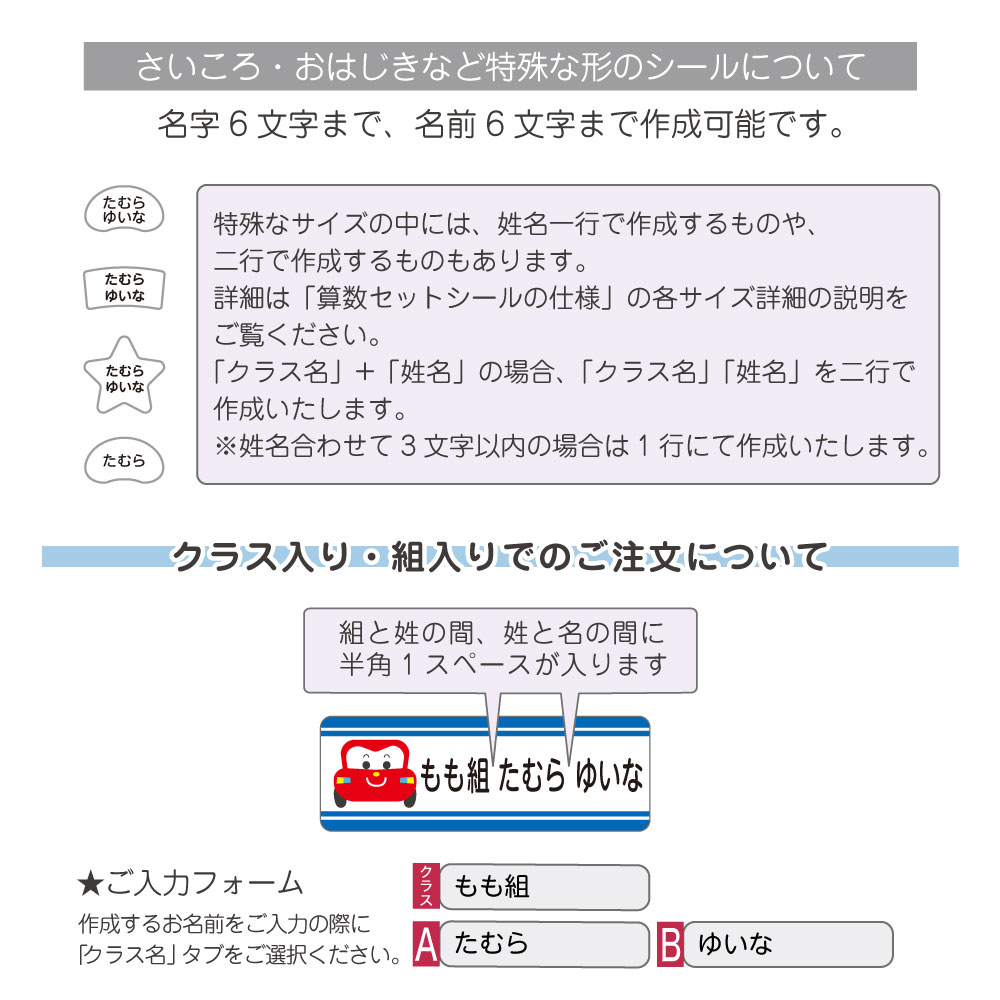 さいころ・おはじきなど特殊な形のシールについて
名字6文字まで、名前6文字まで作成可能です。
たむら
ゆいな
たむら
ゆいな
たむら
ゆいな
たむら
特殊なサイズの中には、姓名一行で作成するものや、
二行で作成するものもあります。
詳細は「算数セットシールの仕様」の各サイズ詳細の説明を
ご覧ください。
「クラス名」＋「姓名」の場合、「クラス名」「姓名」を二行で
作成いたします。
※姓名合わせて3文字以内の場合は1行にて作成いたします。
クラス入り・組入りでのご注文について
組と姓の間、姓と名の間に
半角1スペースが入ります
もも組 たむら ゆいな
★ご入力フォーム
作成するお名前をご入力の際に
「クラス名」タブをご選択ください。
クラス もも組
A たむら
B ゆいな